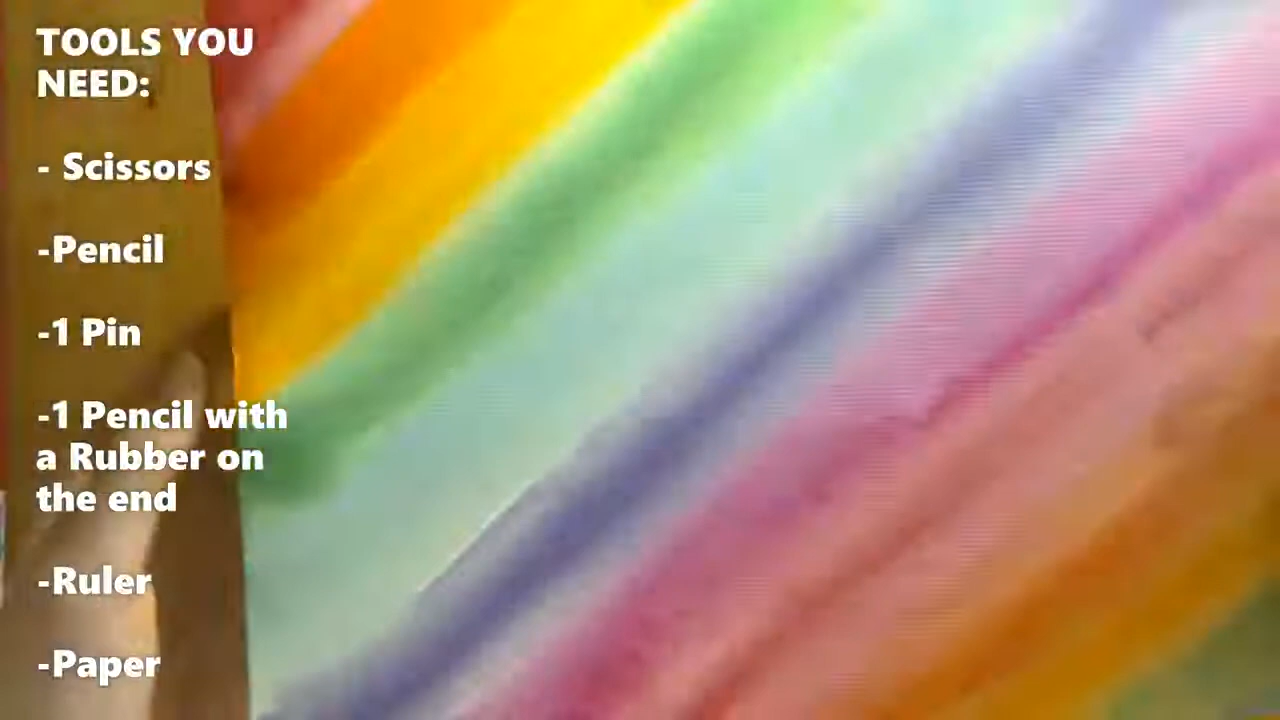 TOOLS YOU
NEED:
- Scissors
-Pencil
-1 Pin
-1 Pencil with
a Rubber on
the end
-Ruler
-Paper